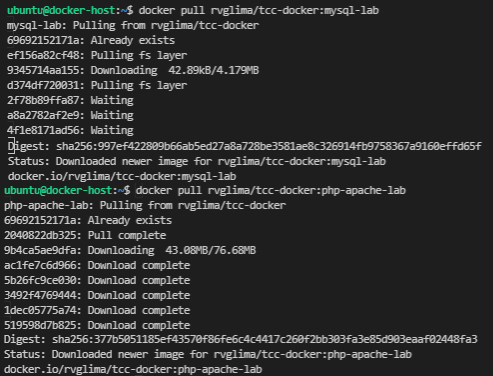 ubuntu@docker-host:~$ docker pull rvglima/tcc-docker:mysql-lab
mysql-lab: Pulling from rvglima/tcc-docker
69692152171a: Already exists
ef156a82cf48: Pulling fs layer
9345714aa155: Downloading 42.89kB/4.179MB
d374df720031: Pulling fs layer
2f78b89ffa87: Waiting
a8a2782af2e9: Waiting
4f1e8171ad56: Waiting
Digest: sha256:997ef422809b66ab5ed27a8a728be3581ae8c326914fb9758367a9160effd65f
Status: Downloaded newer image for rvglima/tcc-docker:mysql-lab
docker.io/rvglima/tcc-docker:mysql-lab
ubuntu@docker-host:~$ docker pull rvglima/tcc-docker:php-apache-lab
php-apache-lab: Pulling from rvglima/tcc-docker
69692152171a: Already exists
2040822db325: Pull complete
9b4ca5ae9dfa: Downloading 43.08MB/76.68MB
ac1fe7c6d966: Download complete
5b26fc9ce030: Download complete
3492f4769444: Download complete
1dec05775a74: Download complete
519598d7b825: Download complete
Digest: sha256:377b5051185ef43570f86fe6c4c4417c260f2bb303fa3e85d903eaaf02448fa3
Status: Downloaded newer image for rvglima/tcc-docker:php-apache-lab
docker.io/rvglima/tcc-docker:php-apache-lab